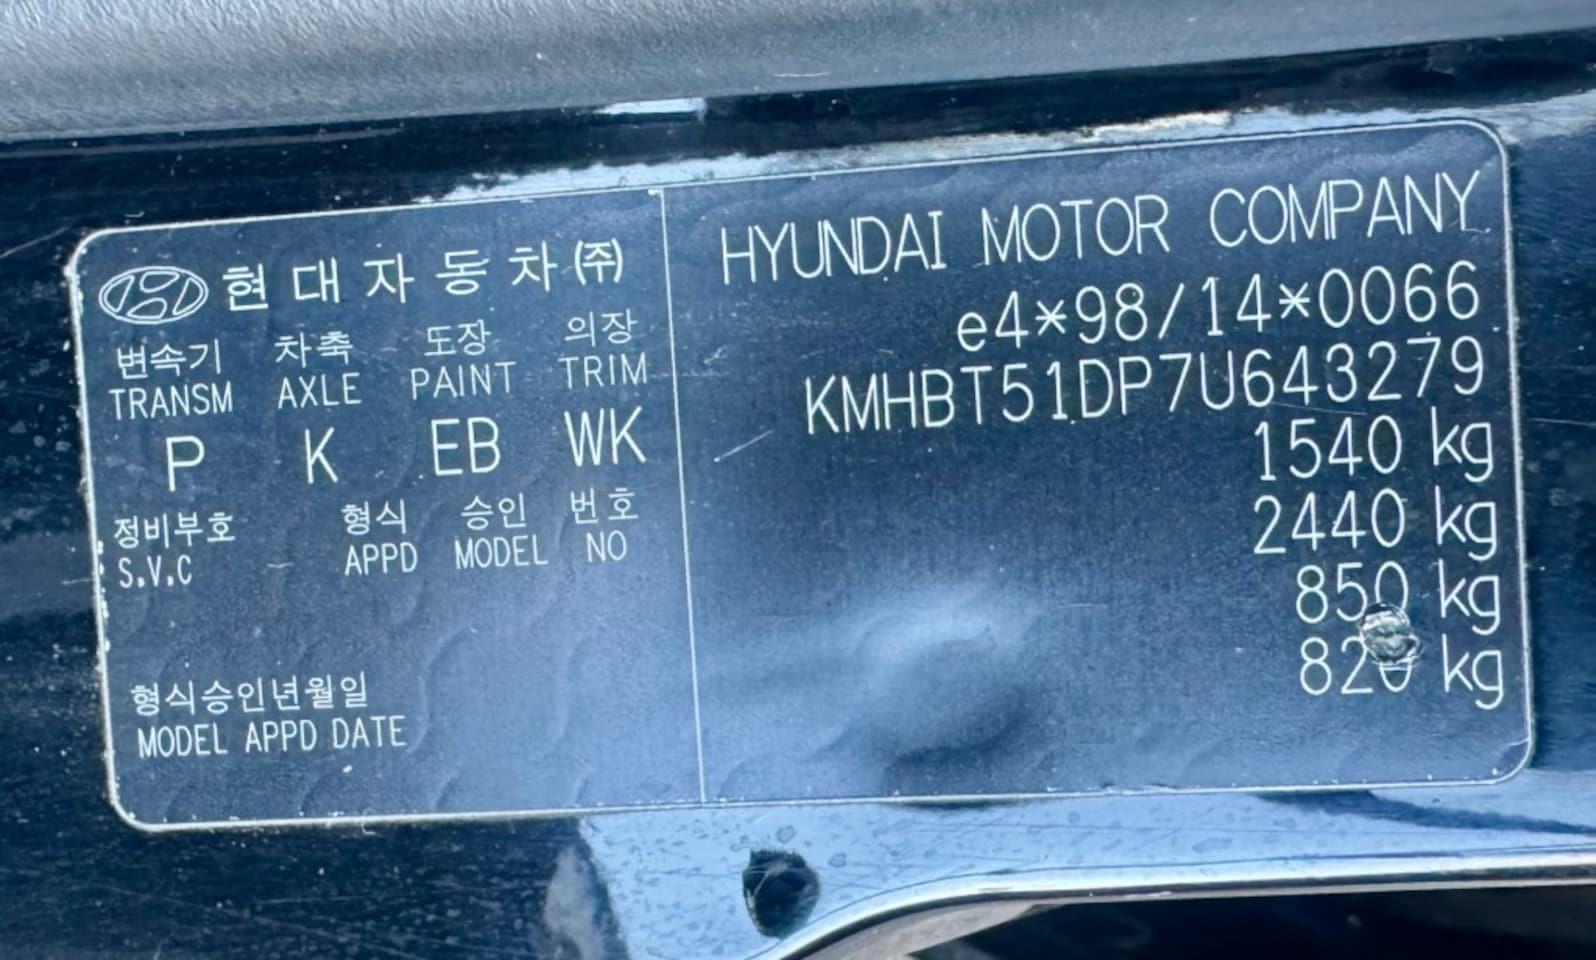 현대자동차(주)
변속기 차축 도장 의장
TRANSM AXLE PAINT TRIM
P K EB WK
정비부호 형식 승인 번호
S.V.C APPD MODEL NO
형식승인년월일
MODEL APPD DATE
HYUNDAI MOTOR COMPANY
e4*98/14*0066
KMHBT51DP7U643279
1540 kg
2440 kg
850 kg
820 kg